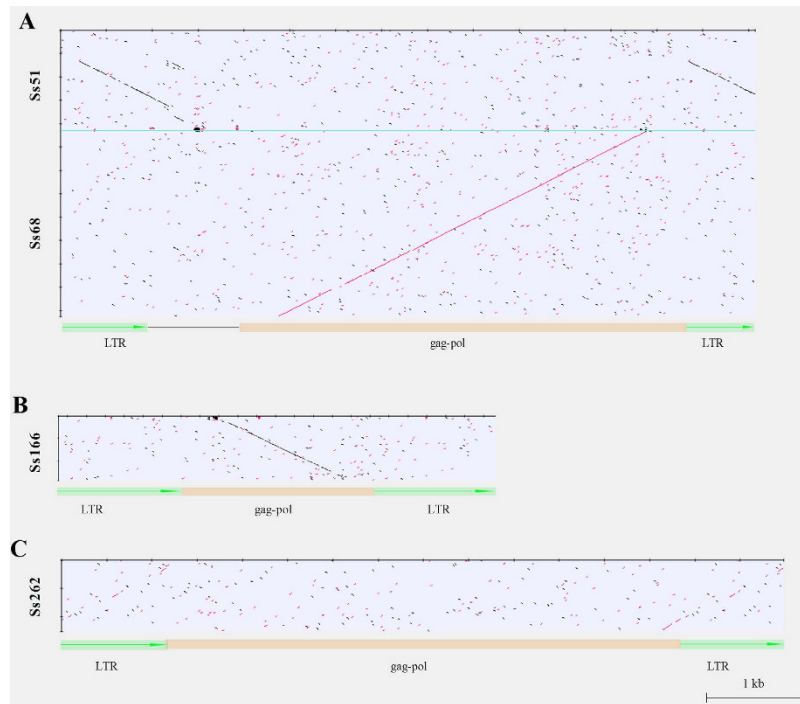 A
Ss51
Ss68
LTR gag-pol LTR
B
Ss166
LTR gag-pol LTR
C
Ss262
LTR gag-pol LTR
1 kb